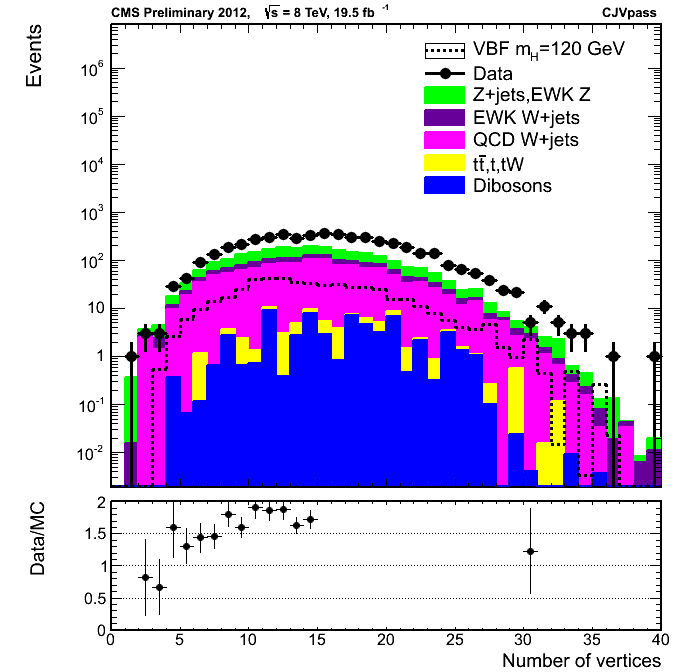 CMS Preliminary 2012, √s = 8 TeV, 19.5 fb⁻¹ CJVpass
Events
10⁶
10⁵
10⁴
10³
10²
10
1
10⁻¹
10⁻²
VBF m_H=120 GeV
Data
Z+jets,EWK Z
EWK W+jets
QCD W+jets
tt̄,t,tW
Dibosons
Data/MC
2
1.5
1
0.5
0
0 5 10 15 20 25 30 35 40
Number of vertices